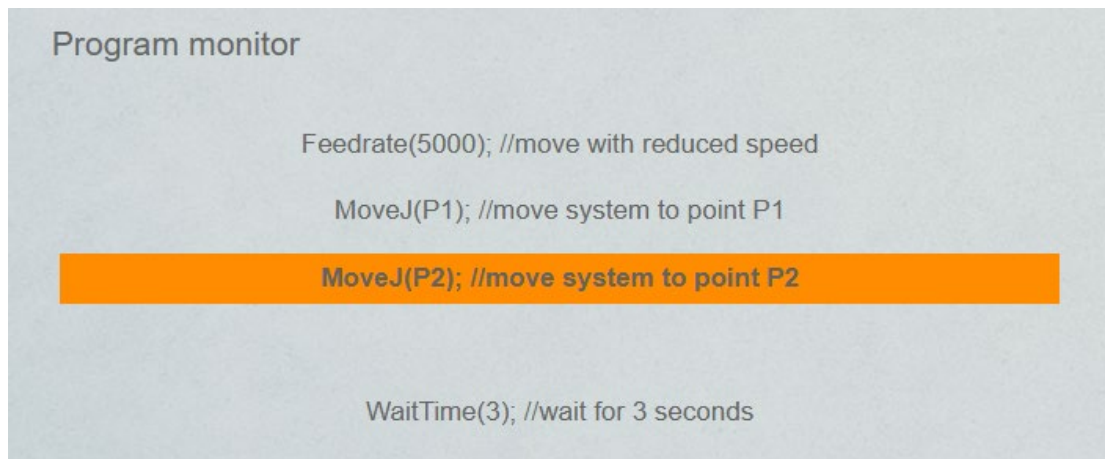 Program monitor
Feedrate(5000); //move with reduced speed
MoveJ(P1); //move system to point P1
MoveJ(P2); //move system to point P2
WaitTime(3); //wait for 3 seconds